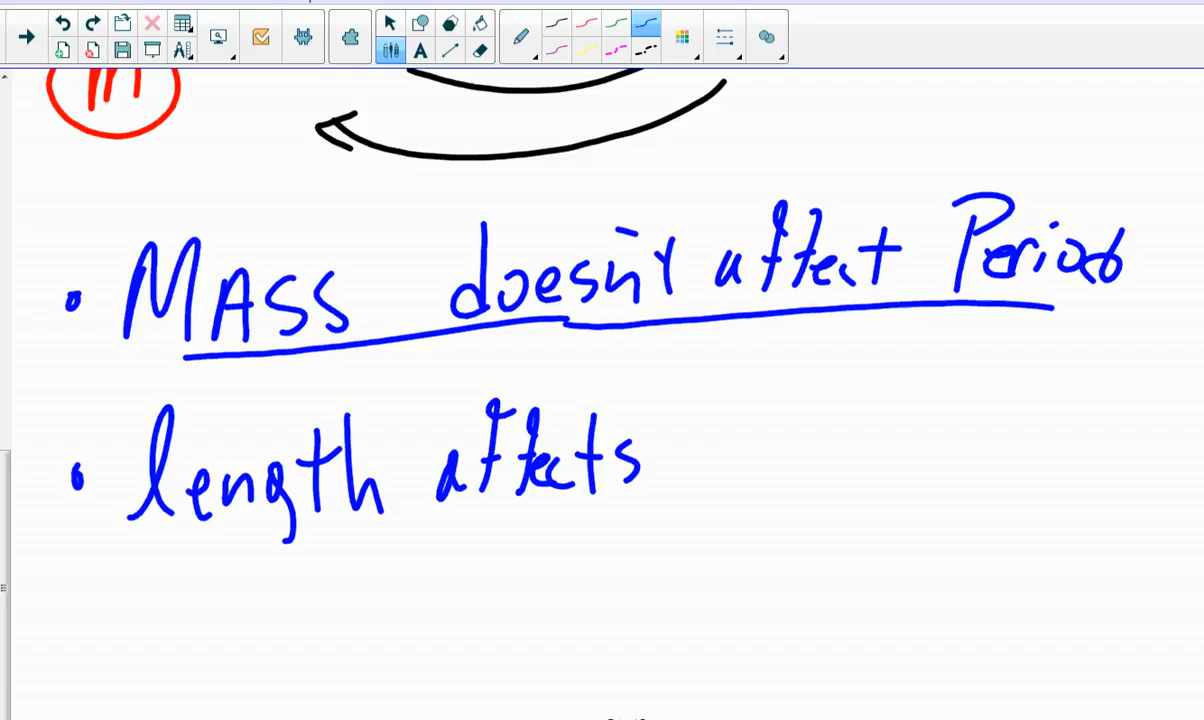 m
• MASS doesn't affect Period
• length affects